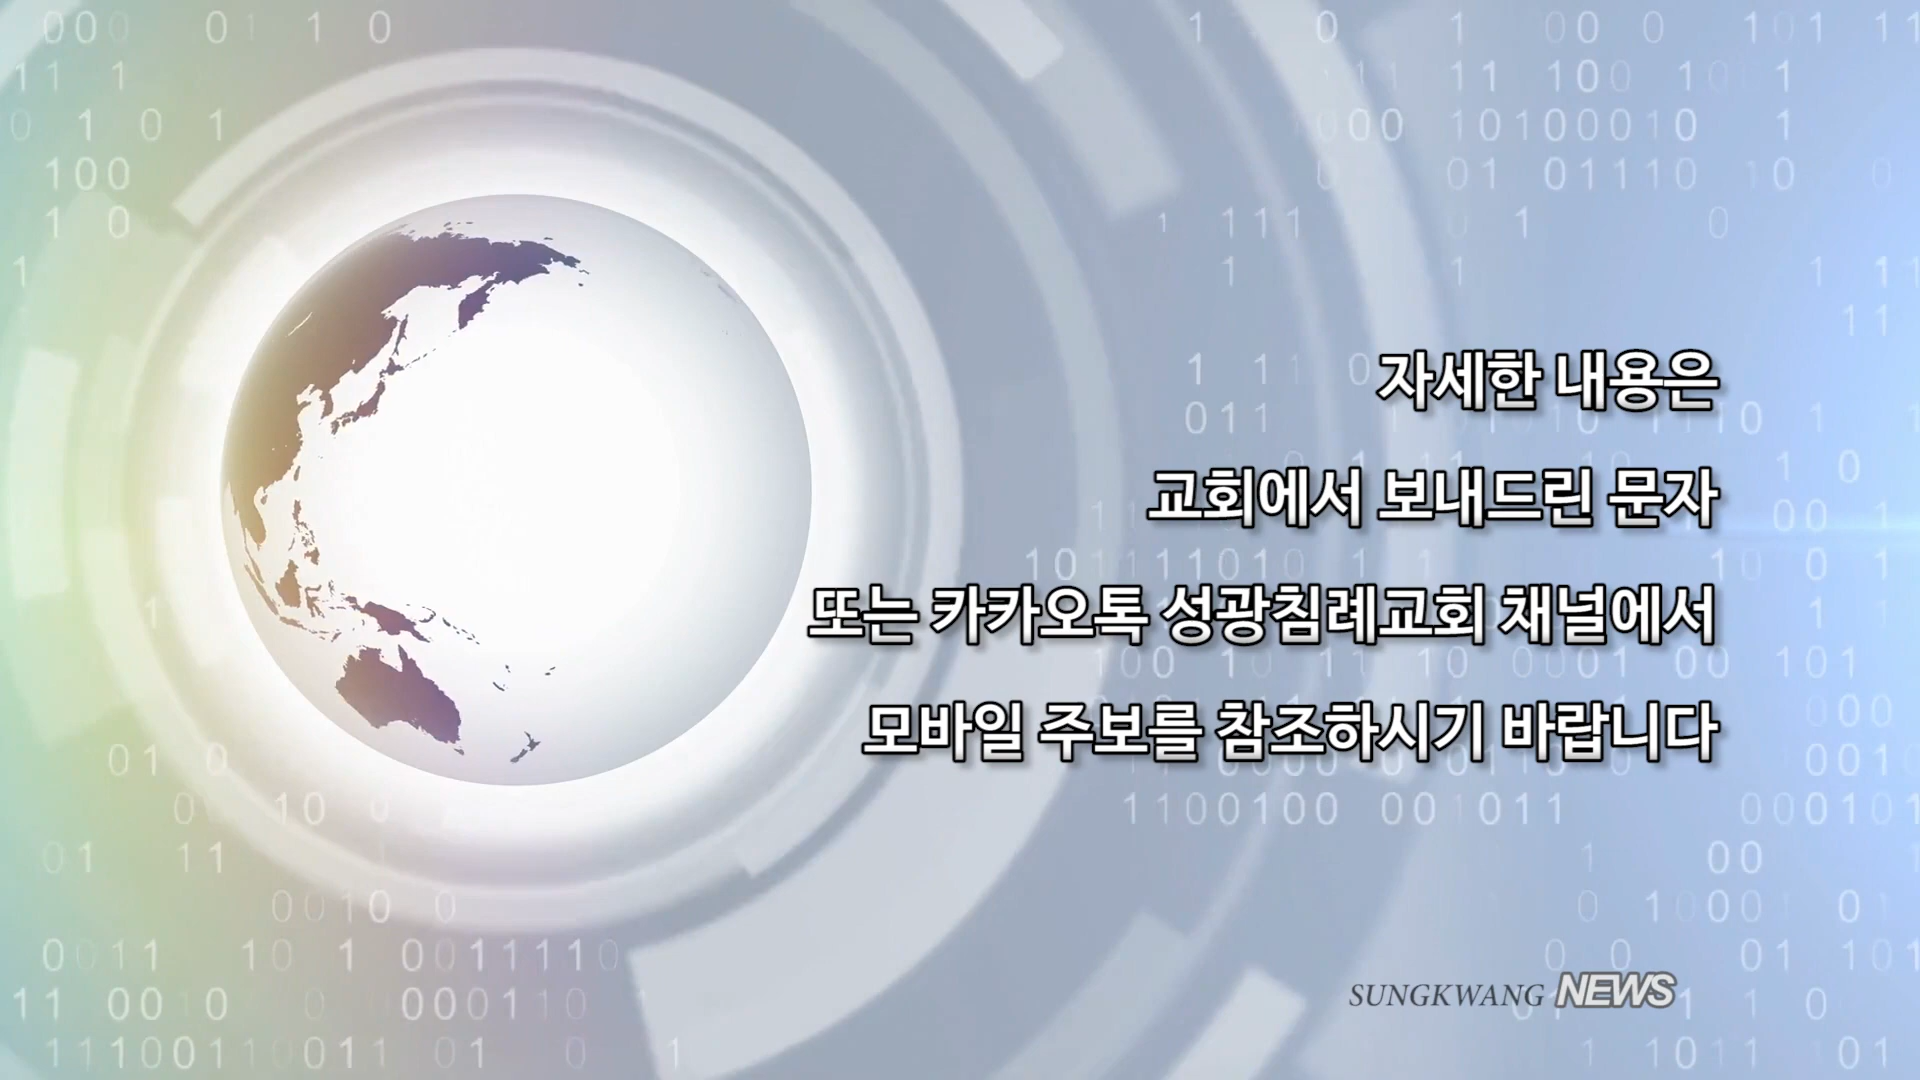 자세한 내용은
교회에서 보내드린 문자
또는 카카오톡 성광침례교회 채널에서
모바일 주보를 참조하시기 바랍니다
SUNGKWANG NEWS